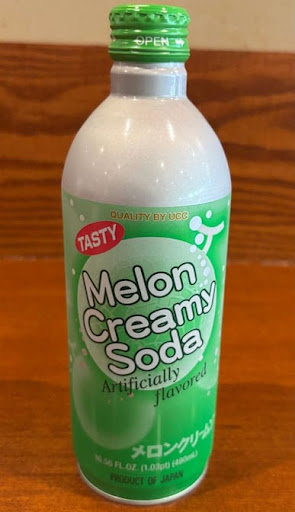 OPEN
QUALITY BY UCC
TASTY
Melon
Creamy
Soda
Artificially
flavored
メロンクリーム
16.56 FL.OZ. (1.03pt) (490mL)
PRODUCT OF JAPAN